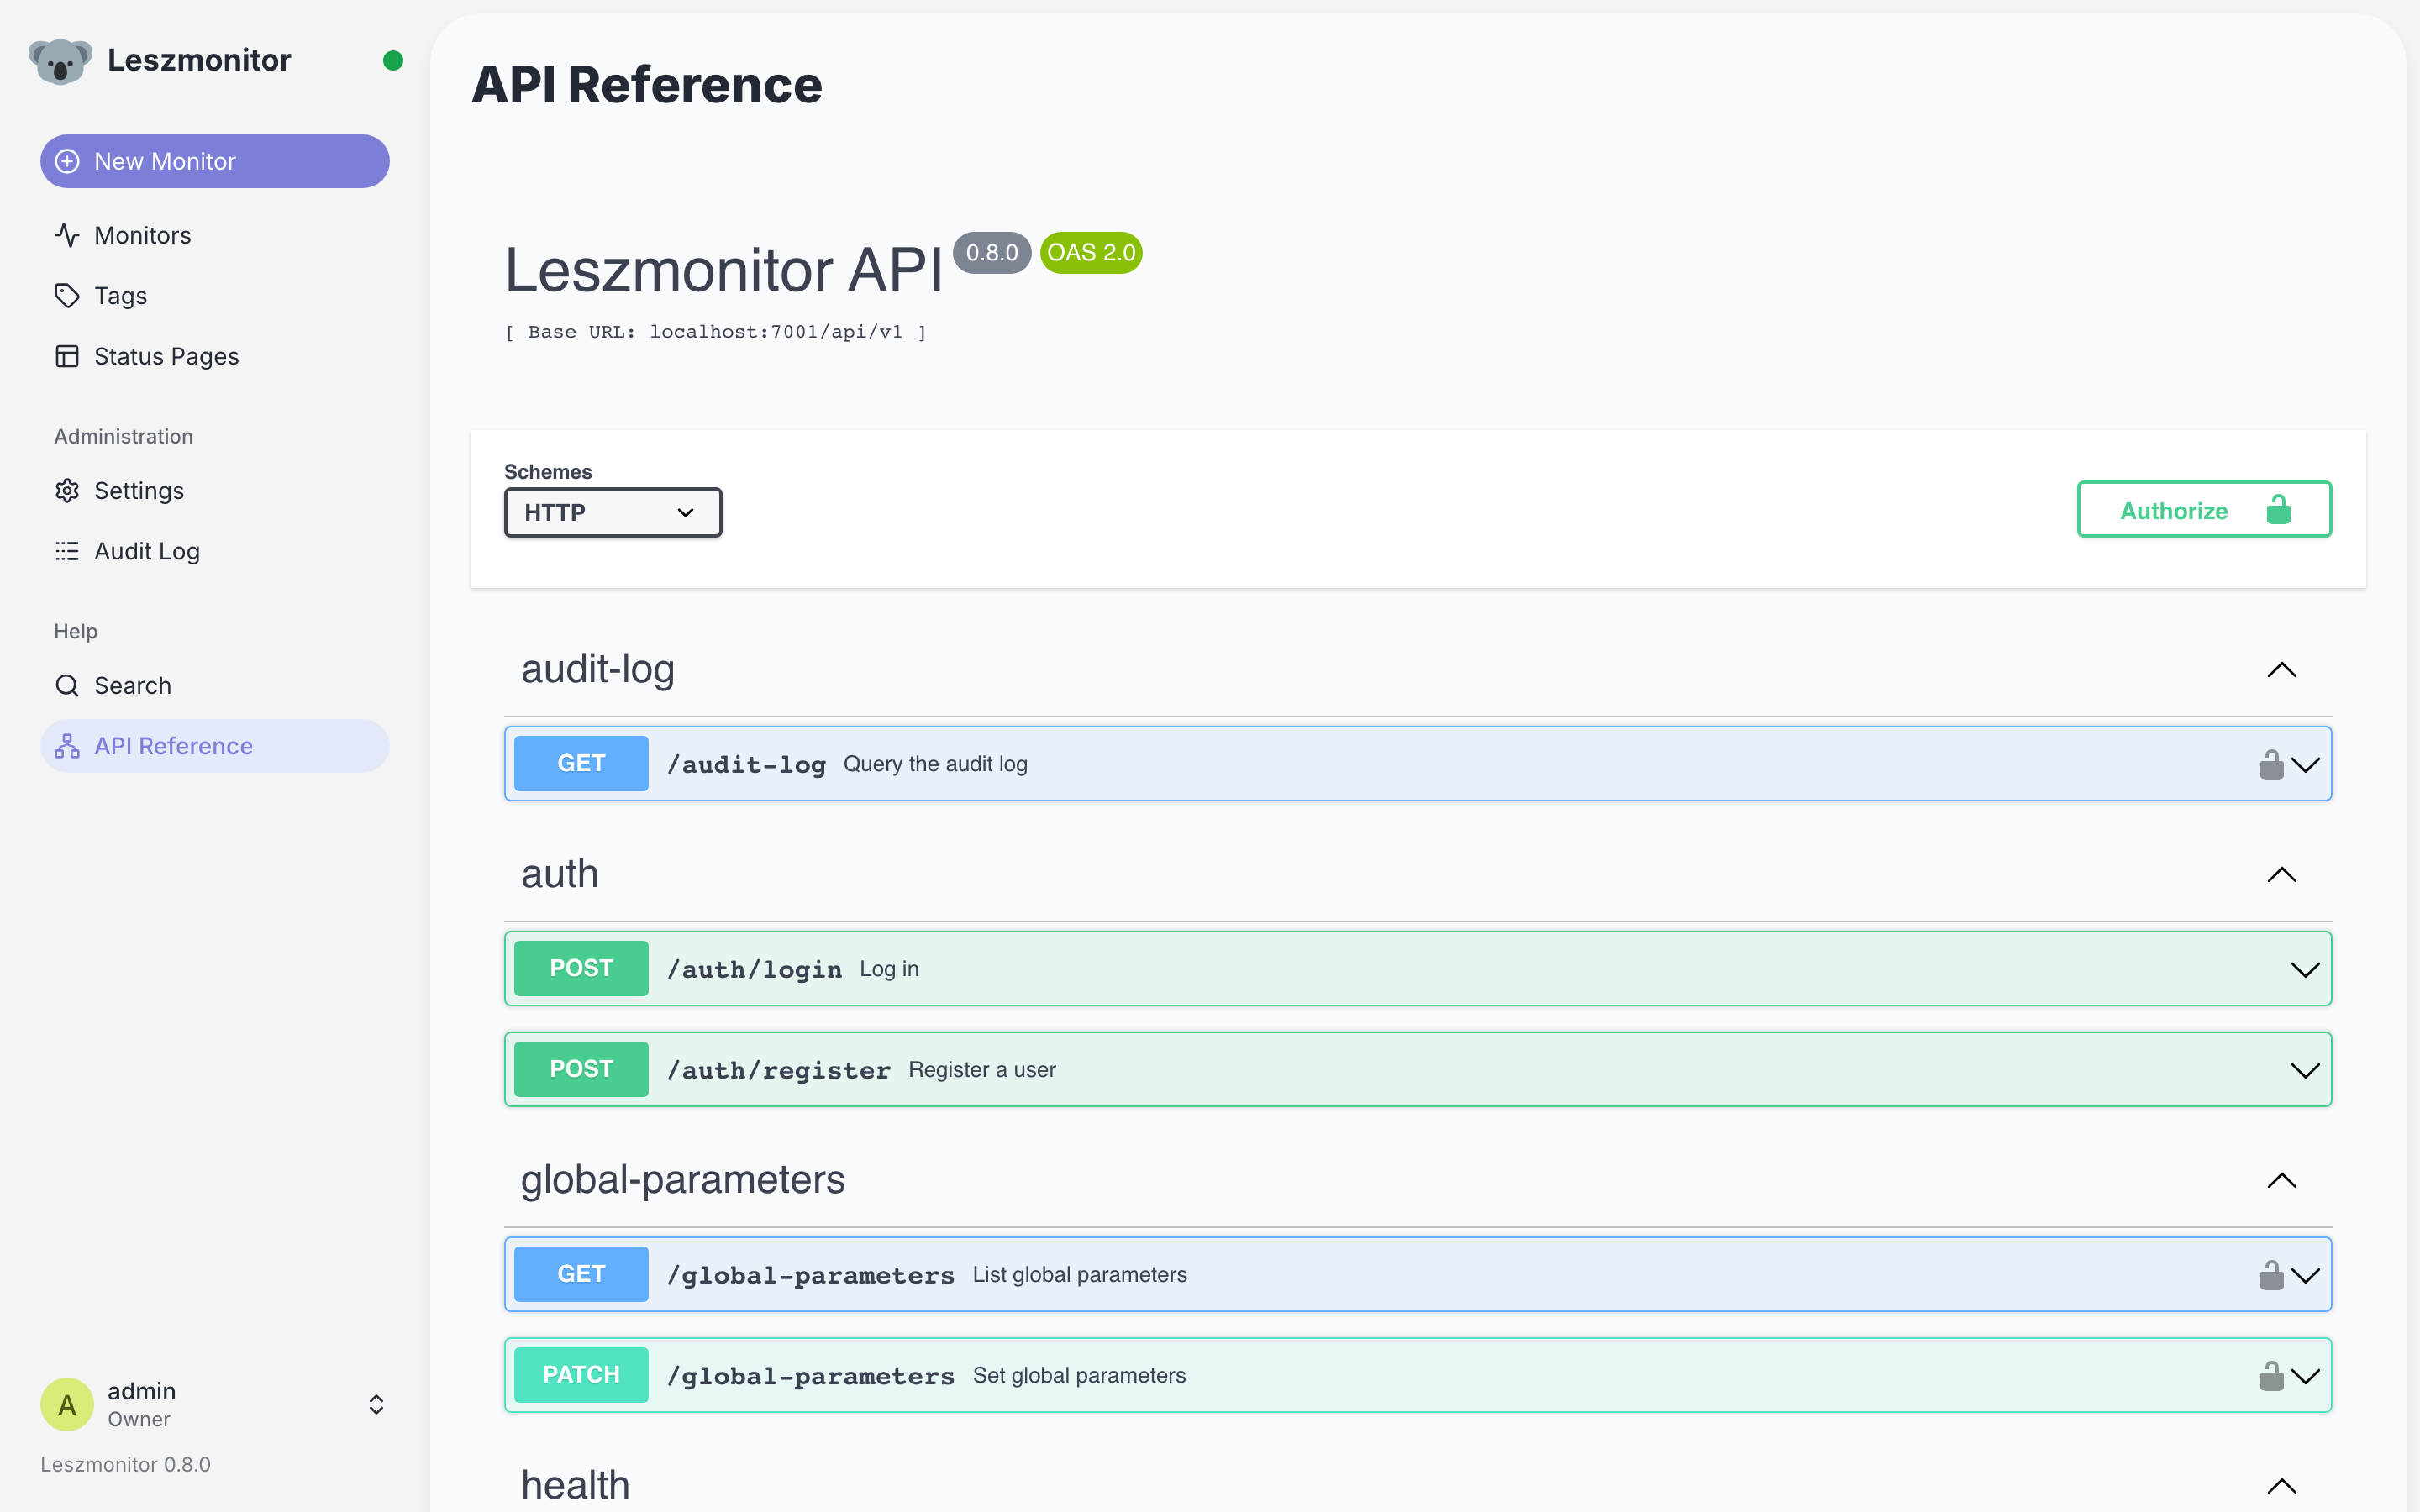 Leszmonitor
New Monitor
Monitors
Tags
Status Pages
Administration
Settings
Audit Log
Help
Search
API Reference
A
admin
Owner
Leszmonitor 0.8.0
API Reference
Leszmonitor API 0.8.0 OAS 2.0
[ Base URL: localhost:7001/api/v1 ]
Schemes
HTTP
Authorize
audit-log
GET /audit-log Query the audit log
auth
POST /auth/login Log in
POST /auth/register Register a user
global-parameters
GET /global-parameters List global parameters
PATCH /global-parameters Set global parameters
health